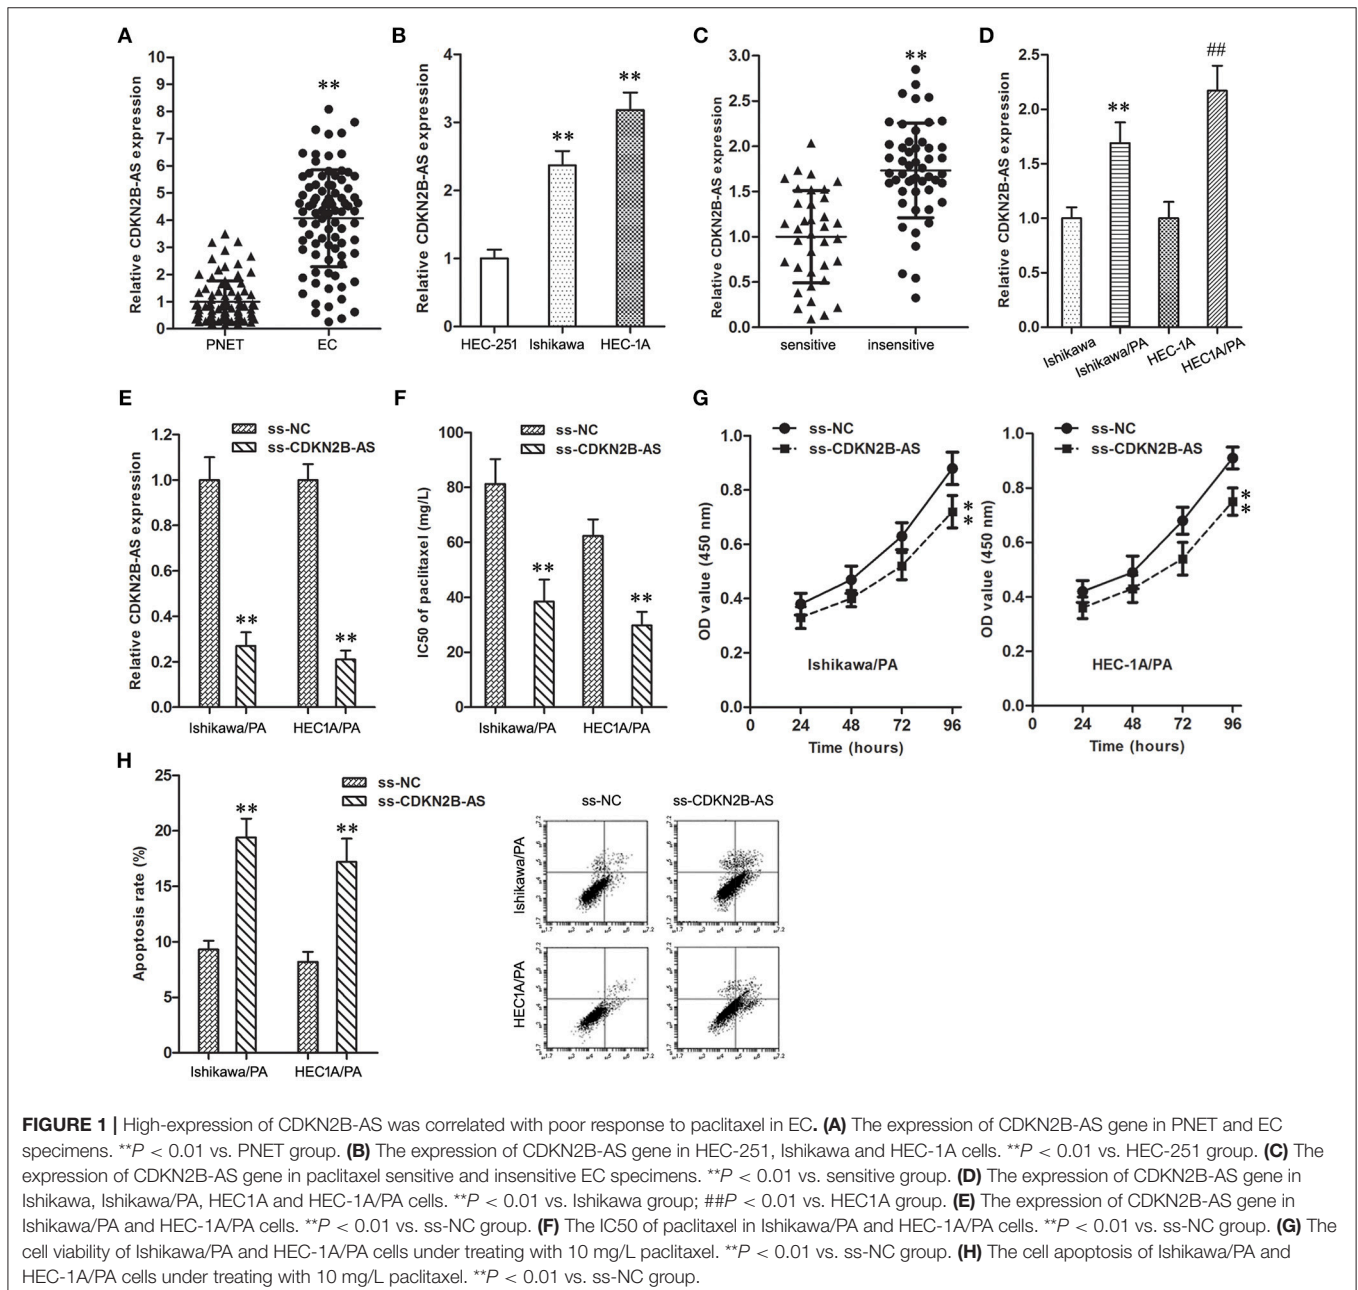 A
Relative CDKN2B-AS expression
10
9
8
7
6
5
4
3
2
1
0
**
PNET
EC
B
Relative CDKN2B-AS expression
4
3
2
1
0
**
**
HEC-251
Ishikawa
HEC-1A
C
Relative CDKN2B-AS expression
3.0
2.5
2.0
1.5
1.0
0.5
0.0
**
sensitive
insensitive
D
Relative CDKN2B-AS expression
2.5
2.0
1.5
1.0
0.5
0.0
**
##
Ishikawa
Ishikawa/PA
HEC-1A
HEC1A/PA
E
ss-NC
ss-CDKN2B-AS
Relative CDKN2B-AS expression
1.2
1.0
0.8
0.6
0.4
0.2
0.0
**
**
Ishikawa/PA
HEC1A/PA
F
ss-NC
ss-CDKN2B-AS
IC50 of paclitaxel (mg/L)
100
80
60
40
20
0
**
**
Ishikawa/PA
HEC1A/PA
G
ss-NC
ss-CDKN2B-AS
OD value (450 nm)
1.0
0.8
0.6
0.4
0.2
0.0
**
Ishikawa/PA
0
24
48
72
96
Time (hours)
ss-NC
ss-CDKN2B-AS
OD value (450 nm)
1.0
0.8
0.6
0.4
0.2
0.0
**
HEC-1A/PA
0
24
48
72
96
Time (hours)
H
ss-NC
ss-CDKN2B-AS
Apoptosis rate (%)
25
20
15
10
5
0
**
**
Ishikawa/PA
HEC1A/PA
ss-NC
ss-CDKN2B-AS
Ishikawa/PA
HEC1A/PA
FIGURE 1 | High-expression of CDKN2B-AS was correlated with poor response to paclitaxel in EC. (A) The expression of CDKN2B-AS gene in PNET and EC
specimens. **P < 0.01 vs. PNET group. (B) The expression of CDKN2B-AS gene in HEC-251, Ishikawa and HEC-1A cells. **P < 0.01 vs. HEC-251 group. (C) The
expression of CDKN2B-AS gene in paclitaxel sensitive and insensitive EC specimens. **P < 0.01 vs. sensitive group. (D) The expression of CDKN2B-AS gene in
Ishikawa, Ishikawa/PA, HEC1A and HEC-1A/PA cells. **P < 0.01 vs. Ishikawa group; ##P < 0.01 vs. HEC1A group. (E) The expression of CDKN2B-AS gene in
Ishikawa/PA and HEC-1A/PA cells. **P < 0.01 vs. ss-NC group. (F) The IC50 of paclitaxel in Ishikawa/PA and HEC-1A/PA cells. **P < 0.01 vs. ss-NC group. (G) The
cell viability of Ishikawa/PA and HEC-1A/PA cells under treating with 10 mg/L paclitaxel. **P < 0.01 vs. ss-NC group. (H) The cell apoptosis of Ishikawa/PA and
HEC-1A/PA cells under treating with 10 mg/L paclitaxel. **P < 0.01 vs. ss-NC group.